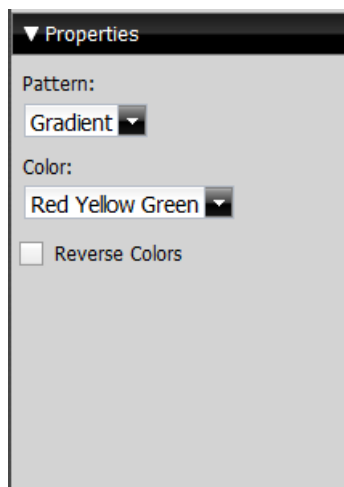 Properties
Pattern:
Gradient
Color:
Red Yellow Green
Reverse Colors